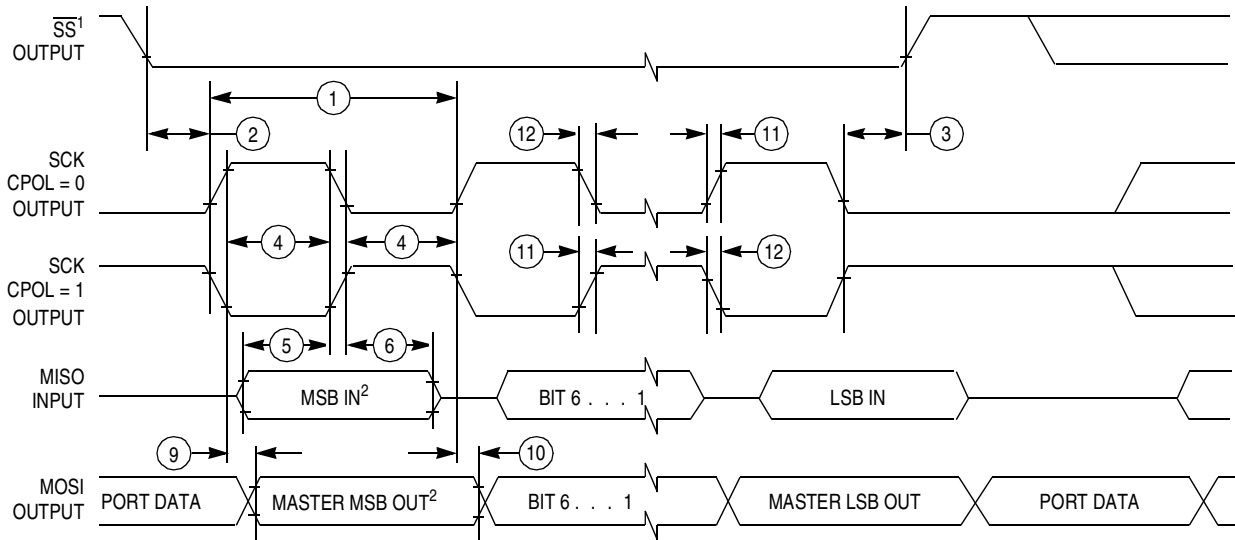 SS¹
OUTPUT
1
2
12
11
3
SCK
CPOL = 0
OUTPUT
4
4
SCK
CPOL = 1
OUTPUT
11
12
5
6
MISO
INPUT
MSB IN²
BIT 6 . . . 1
LSB IN
9
10
MOSI
OUTPUT
PORT DATA
MASTER MSB OUT²
BIT 6 . . . 1
MASTER LSB OUT
PORT DATA